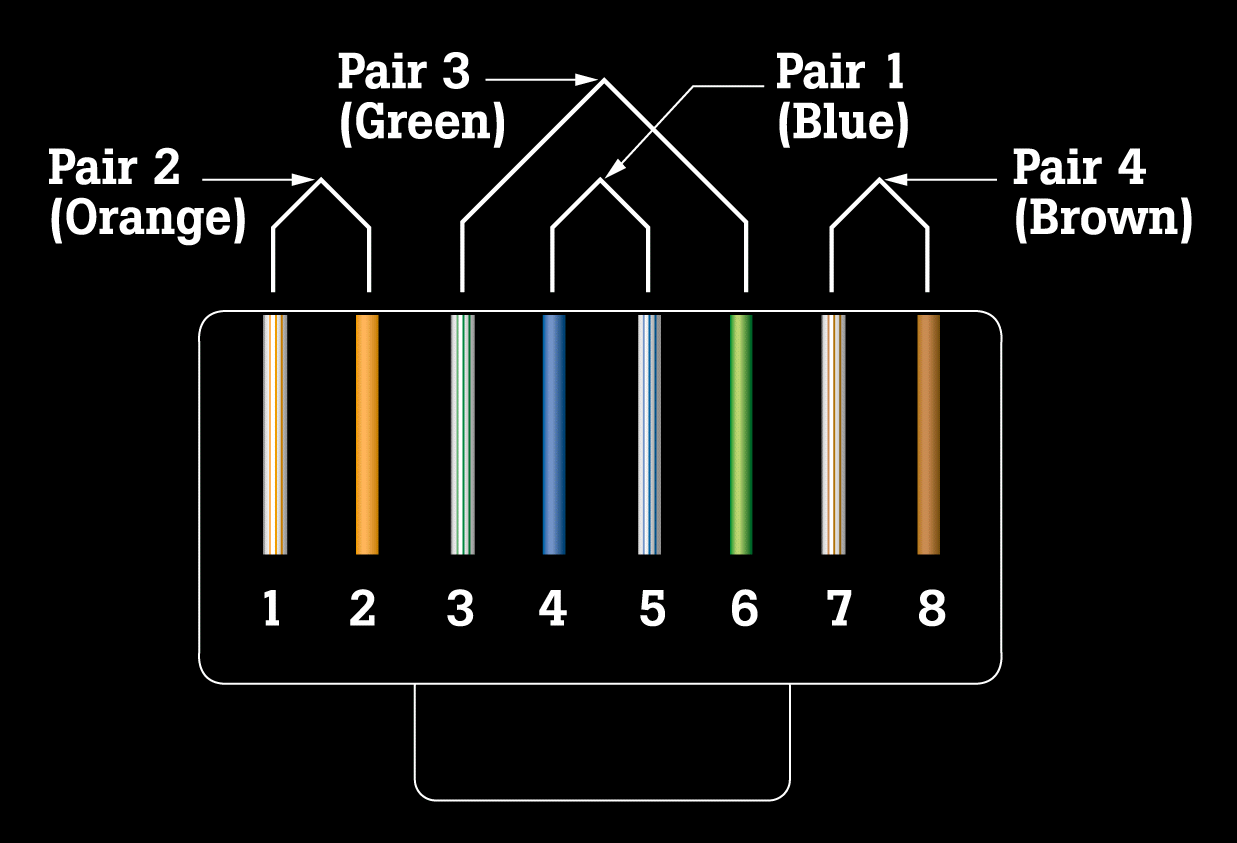 Pair 3
(Green)
Pair 1
(Blue)
Pair 2
(Orange)
Pair 4
(Brown)
1 2 3 4 5 6 7 8